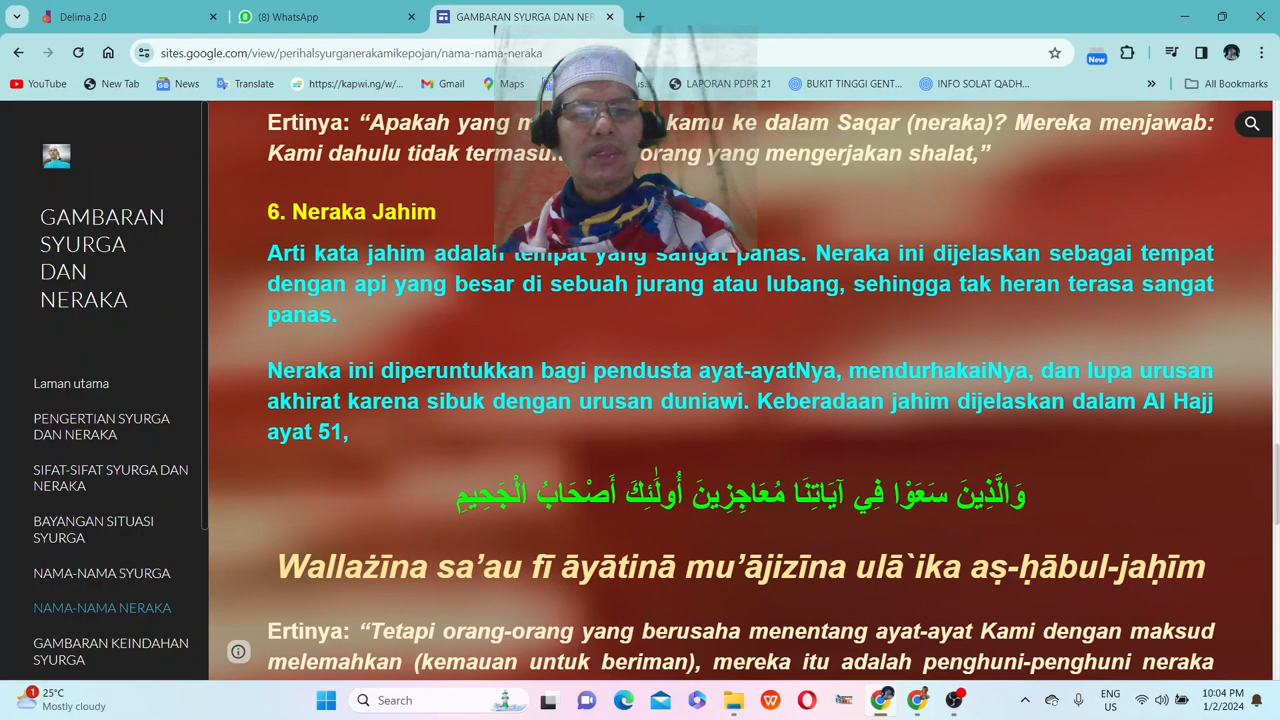 Delima 2.0
(8) WhatsApp
GAMBARAN SYURGA DAN NER
sites.google.com/view/perihalsyurganerakamikepojan/nama-nama-neraka
New
YouTube
New Tab
News
Translate
https://kapwi.ng/w/...
Gmail
Maps
LAPORAN PDPR 21
BUKIT TINGGI GENT...
INFO SOLAT QADH...
All Bookmarks
GAMBARAN
SYURGA
DAN
NERAKA
Laman utama
PENGERTIAN SYURGA
DAN NERAKA
SIFAT-SIFAT SYURGA DAN
NERAKA
BAYANGAN SITUASI
SYURGA
NAMA-NAMA SYURGA
NAMA-NAMA NERAKA
GAMBARAN KEINDAHAN
SYURGA
Ertinya: “Apakah yang kamu ke dalam Saqar (neraka)? Mereka menjawab:
Kami dahulu tidak orang yang mengerjakan shalat,”
6. Neraka Jahim
Arti kata jahim adalah tempat yang sangat panas. Neraka ini dijelaskan sebagai tempat
dengan api yang besar di sebuah jurang atau lubang, sehingga tak heran terasa sangat
panas.
Neraka ini diperuntukkan bagi pendusta ayat-ayatNya, mendurhakaiNya, dan lupa urusan
akhirat karena sibuk dengan urusan duniawi. Keberadaan jahim dijelaskan dalam Al Hajj
ayat 51,
وَالَّذِينَ سَعَوْا فِي آيَاتِنَا مُعَاجِزِينَ أُولَٰئِكَ أَصْحَابُ الْجَحِيمِ
Wallażīna sa’au fī āyātinā mu’ājizīna ulā`ika aṣ-ḥābul-jaḥīm
Ertinya: “Tetapi orang-orang yang berusaha menentang ayat-ayat Kami dengan maksud
melemahkan (kemauan untuk beriman), mereka itu adalah penghuni-penghuni neraka
1
25°C
Mostly cloudy
Search
ENG
US
10:04 PM
1/2/2024